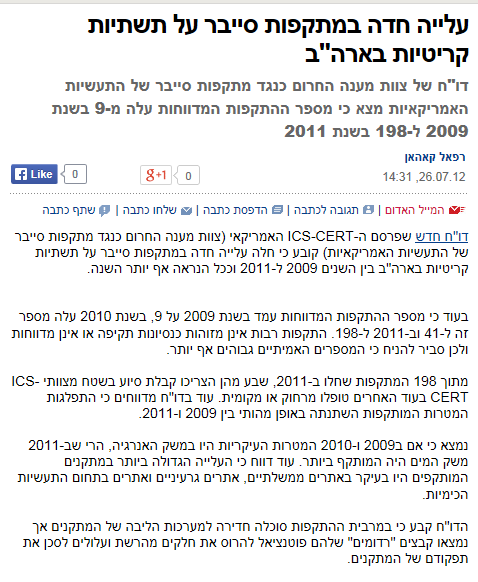 עלייה חדה במתקפות סייבר על תשתיות
קריטיות בארה"ב
דו"ח של צוות מענה החרום כנגד מתקפות סייבר של התעשיות
האמריקאיות מצא כי מספר ההתקפות המדווחות עלה מ-9 בשנת
2009 ל-198 בשנת 2011
רפאל קאהאן
14:31 ,26.07.12
Like 0
g+1 0
המייל האדום | תגובה לכתבה | הדפסת כתבה | שלחו כתבה | שתף כתבה
דו"ח חדש שפרסם ה-ICS-CERT האמריקאי (צוות מענה החרום כנגד מתקפות סייבר
של התעשיות האמריקאיות) קובע כי חלה עלייה חדה במתקפות סייבר על תשתיות
קריטיות בארה"ב בין השנים 2009 ל-2011 וככל הנראה אף יותר השנה.
בעוד כי מספר ההתקפות המדווחות עמד בשנת 2009 על 9, בשנת 2010 עלה מספר
זה ל-41 וב-2011 ל-198. התקפות רבות אינן מזוהות כנסיונות תקיפה או אינן מדווחות
ולכן סביר להניח כי המספרים האמיתיים גבוהים אף יותר.
מתוך 198 המתקפות שחלו ב-2011, שבע מהן הצריכו קבלת סיוע בשטח מצוותי ICS-
CERT בעוד האחרים טופלו מרחוק או מקומית. עוד בדו"ח מדווחים כי התפלגות
המטרות המותקפות השתנתה באופן מהותי בין 2009 ו-2011.
נמצא כי אם ב2009 ו-2010 המטרות העיקריות היו במשק האנרגיה, הרי שב-2011
משק המים היה המותקף ביותר. עוד דווח כי העלייה הגדולה ביותר במתקנים
המותקפים היו בעיקר באתרים ממשלתיים, אתרים גרעיניים ואתרים בתחום התעשיות
הכימיות.
הדו"ח קבע כי במרבית ההתקפות סוכלה חדירה למערכות הליבה של המתקנים אך
נמצאו קבצים "רדומים" שלהם פוטנציאל להרוס את חלקים מהרשת ועלולים לסכן את
תפקודם של המתקנים.